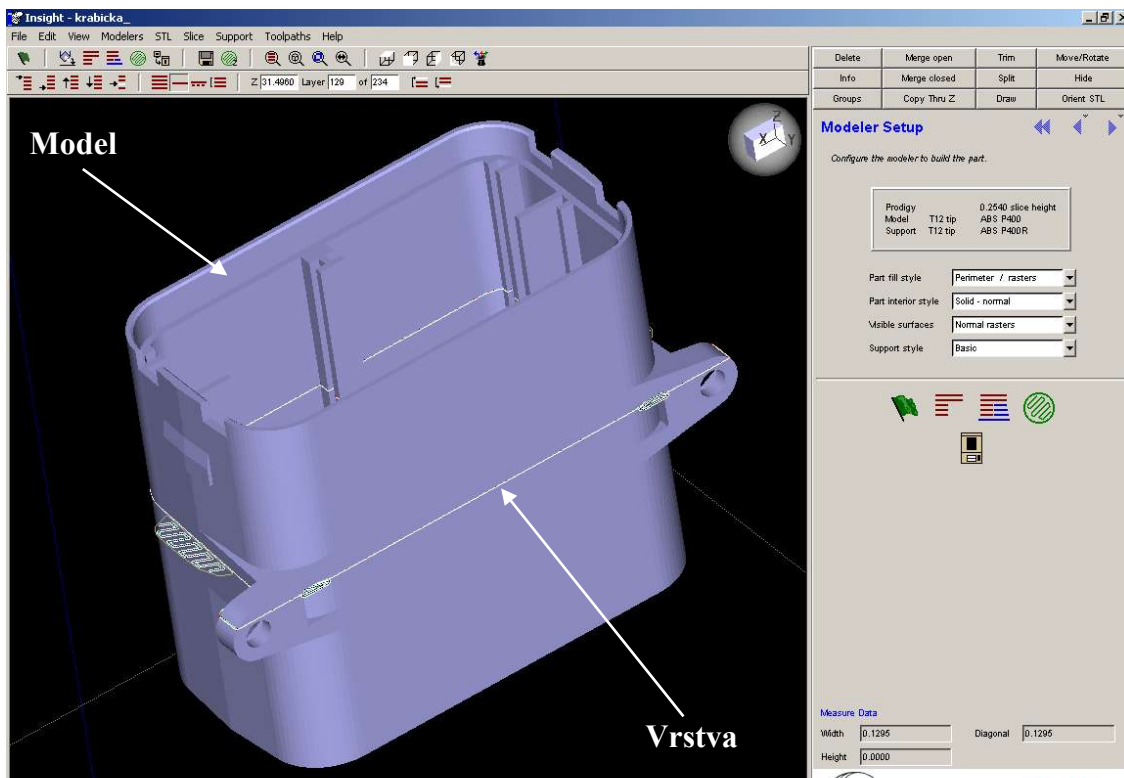 Insight - krabicka_
File Edit View Modelers STL Slice Support Toolpaths Help
Z 31.4960 Layer 129 of 234
Delete Merge open Trim Move/Rotate
Info Merge closed Split Hide
Groups Copy Thru Z Draw Orient STL
Modeler Setup
Configure the modeler to build the part.
Prodigy 0.2540 slice height
Model T12 tip ABS P400
Support T12 tip ABS P400R
Part fill style Perimeter / rasters
Part interior style Solid - normal
Visible surfaces Normal rasters
Support style Basic
Model
Z
X Y
Vrstva
Measure Data
Width 0.1295 Diagonal 0.1295
Height 0.0000